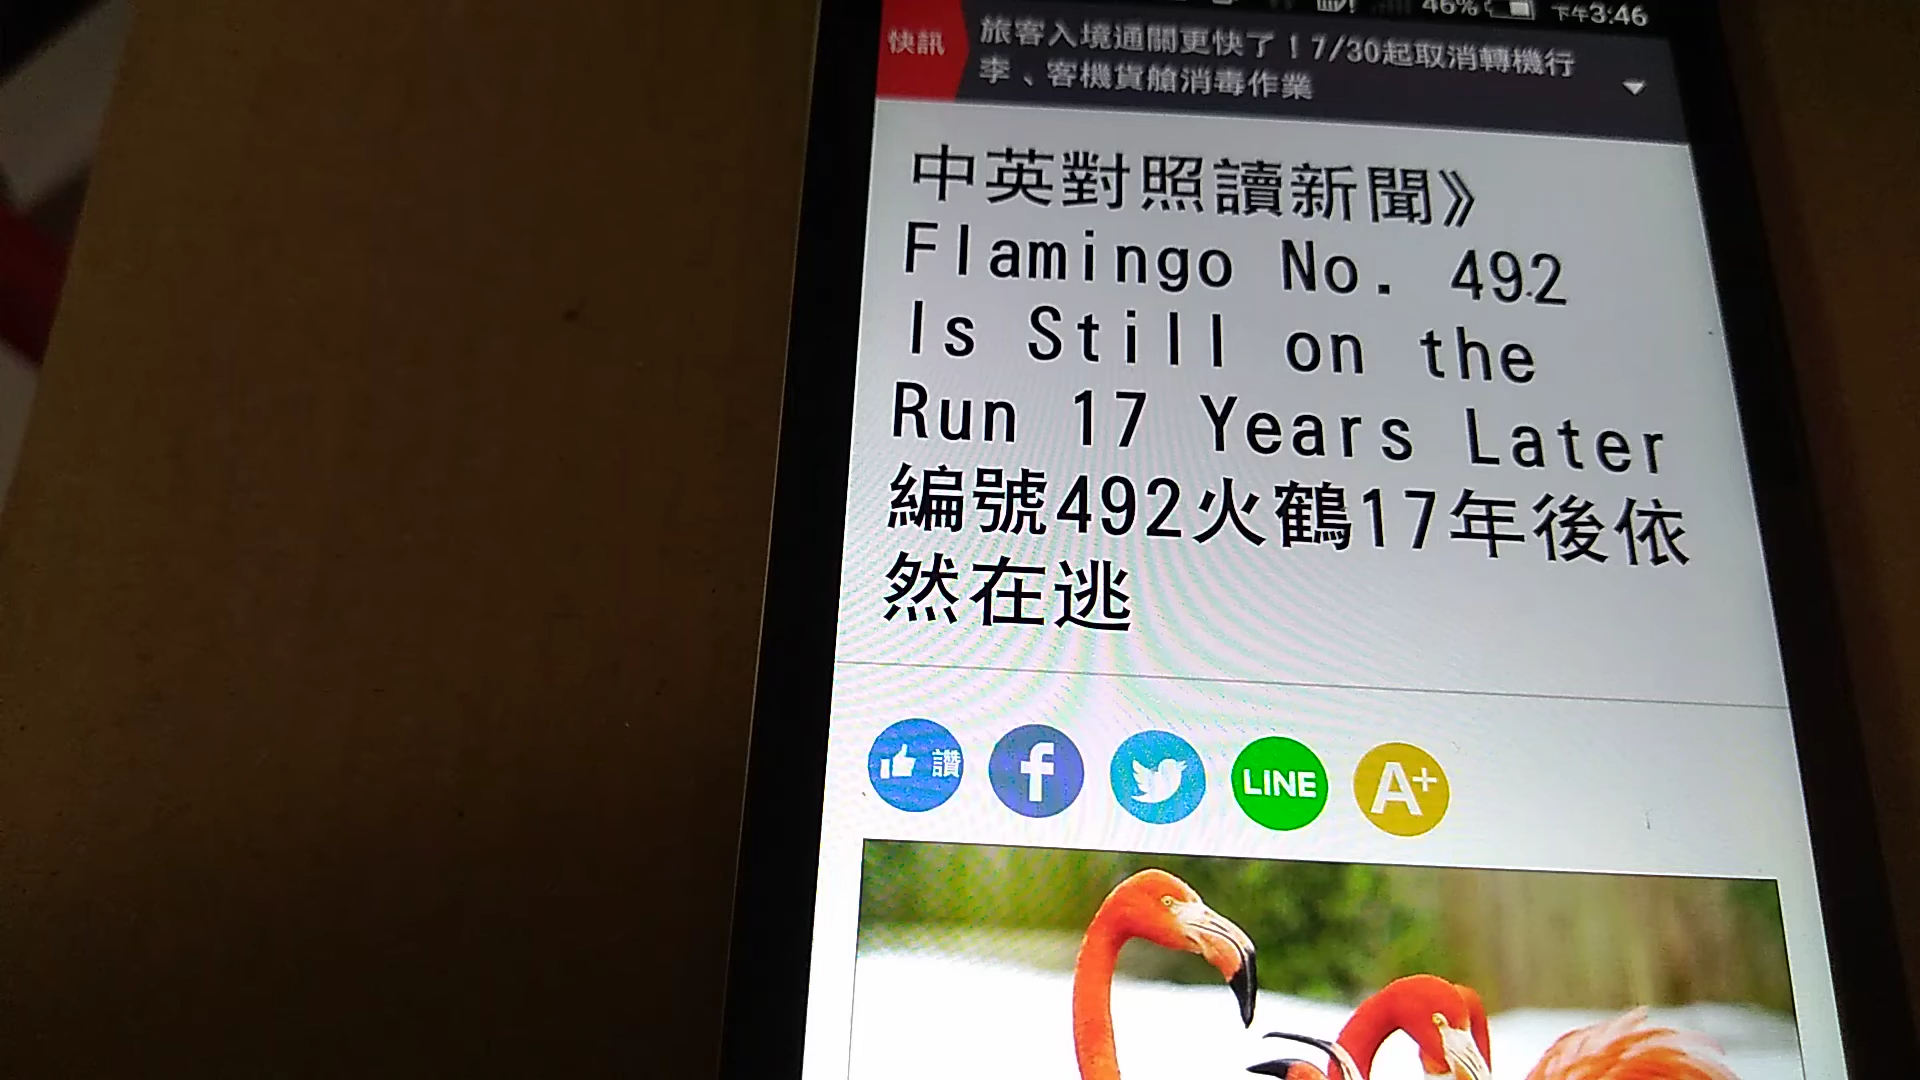 46% 下午3:46
快訊
旅客入境通關更快了！7/30起取消轉機行
李、客機貨艙消毒作業
中英對照讀新聞》
Flamingo No. 492
Is Still on the
Run 17 Years Later
編號492火鶴17年後依
然在逃
讚 f LINE A+